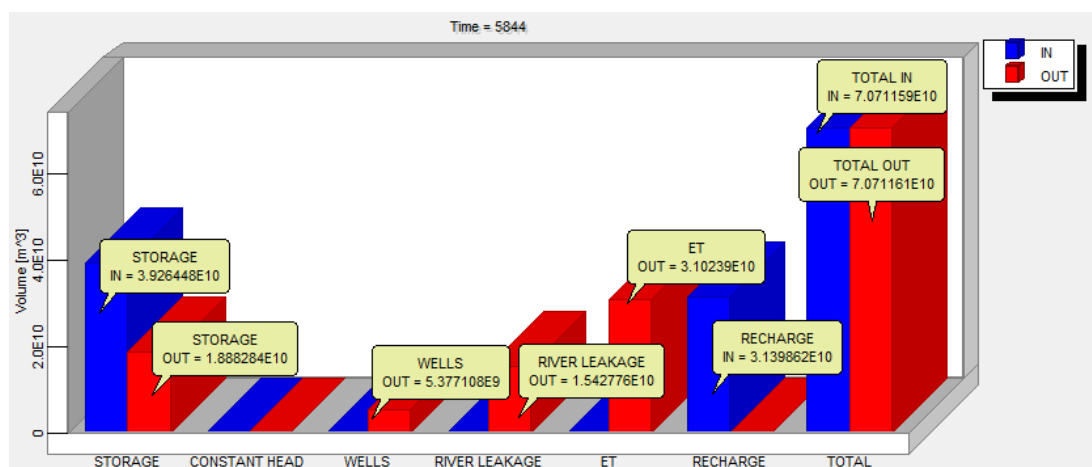 Time = 5844
IN
OUT
TOTAL IN
IN = 7.071159E10
TOTAL OUT
OUT = 7.071161E10
6.0E10
4.0E10
2.0E10
0
Volume [m^3]
STORAGE
IN = 3.926448E10
STORAGE
OUT = 1.888284E10
WELLS
OUT = 5.377108E9
RIVER LEAKAGE
OUT = 1.542776E10
ET
OUT = 3.10239E10
RECHARGE
IN = 3.139862E10
STORAGE
CONSTANT HEAD
WELLS
RIVER LEAKAGE
ET
RECHARGE
TOTAL